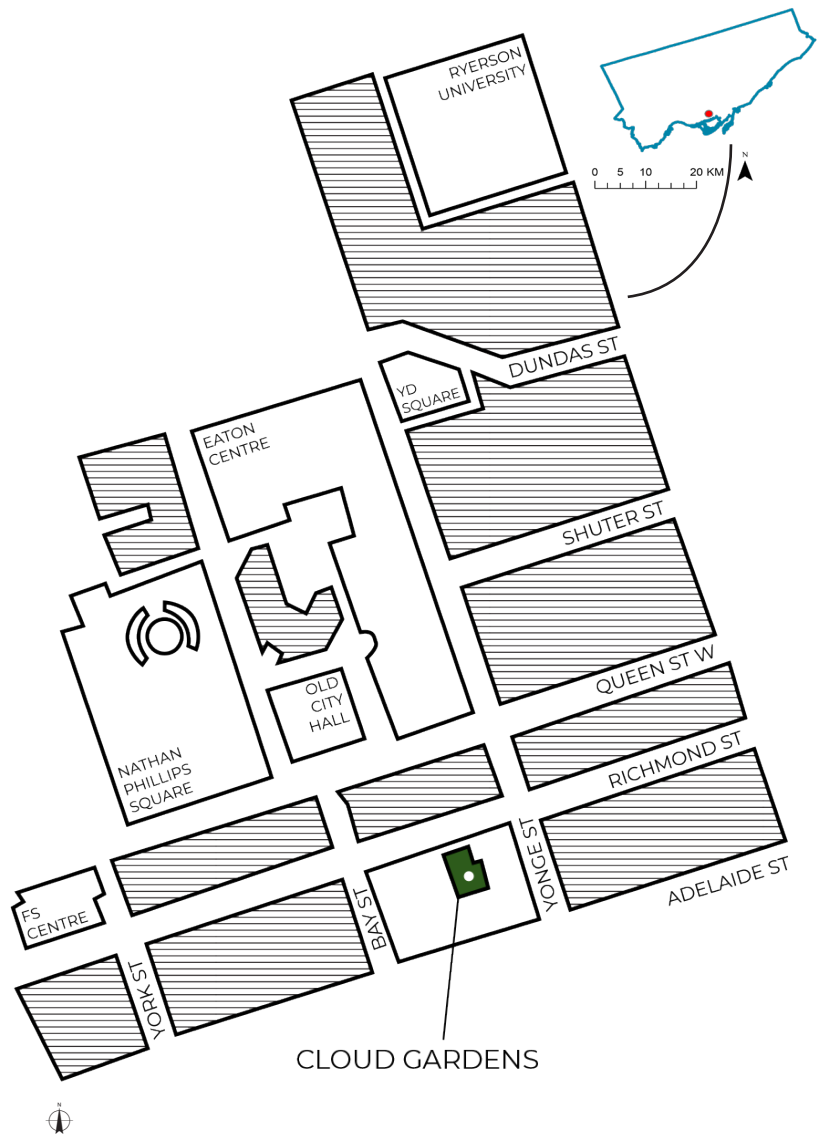 RYERSON
UNIVERSITY
N
0 5 10 20 KM
DUNDAS ST
YD
SQUARE
EATON
CENTRE
SHUTER ST
QUEEN ST W
OLD
CITY
HALL
NATHAN
PHILLIPS
SQUARE
RICHMOND ST
YONGE ST
ADELAIDE ST
BAY ST
FS
CENTRE
YORK ST
CLOUD GARDENS
N